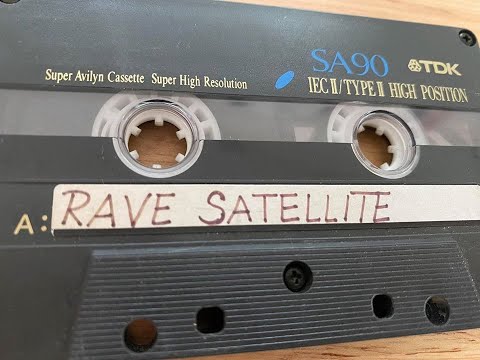 SA90 TDK
Super Avilyn Cassette Super High Resolution IEC II/TYPE II HIGH POSITION
A: RAVE SATELLITE